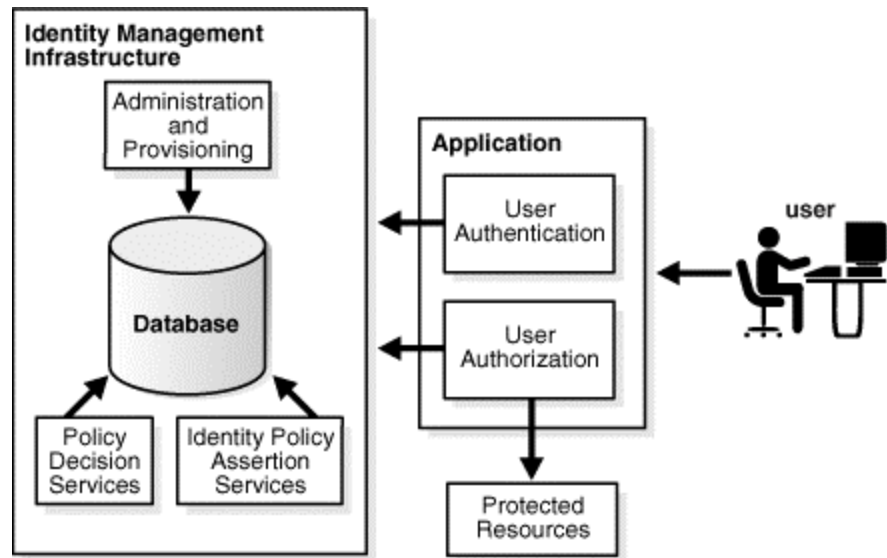 Identity Management
Infrastructure
Administration
and
Provisioning
Database
Policy
Decision
Services
Identity Policy
Assertion
Services
Application
User
Authentication
User
Authorization
Protected
Resources
user